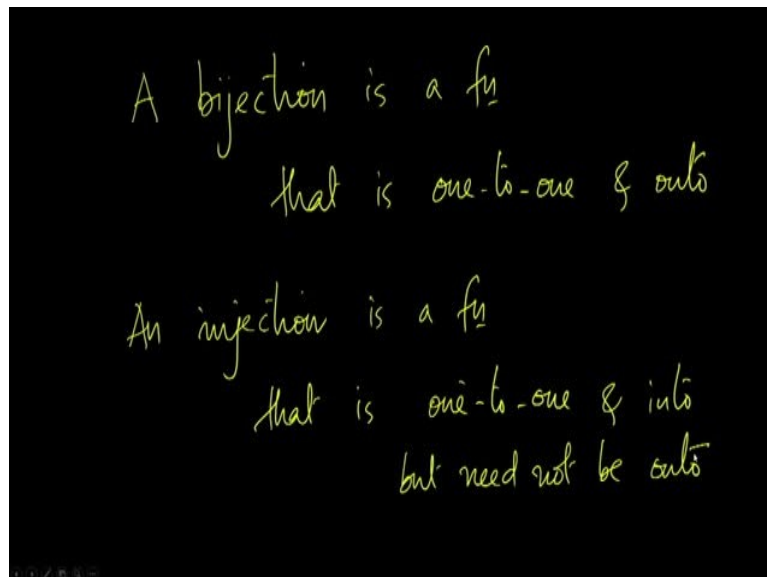 A bijection is a fn
that is one-to-one & onto
An injection is a fn
that is one-to-one & into
but need not be onto